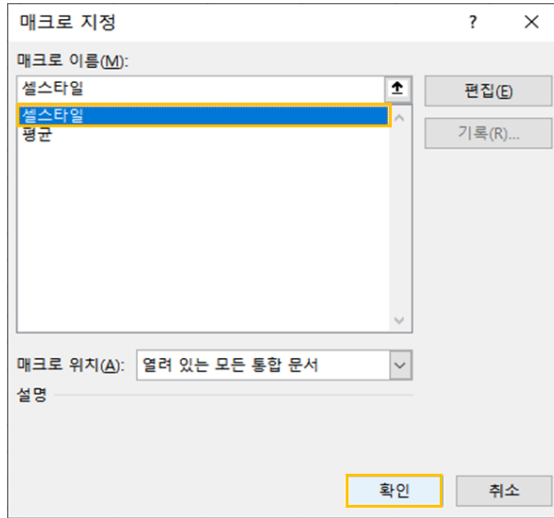 매크로 지정
?
매크로 이름(M):
셀스타일
편집(E)
셀스타일
평균
기록(R)...
매크로 위치(A): 열려 있는 모든 통합 문서
설명
확인 취소